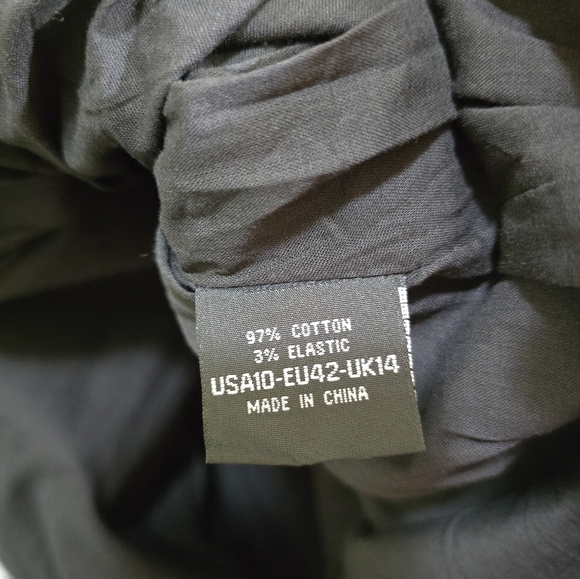 97% COTTON
3% ELASTIC
USA10-EU42-UK14
MADE IN CHINA